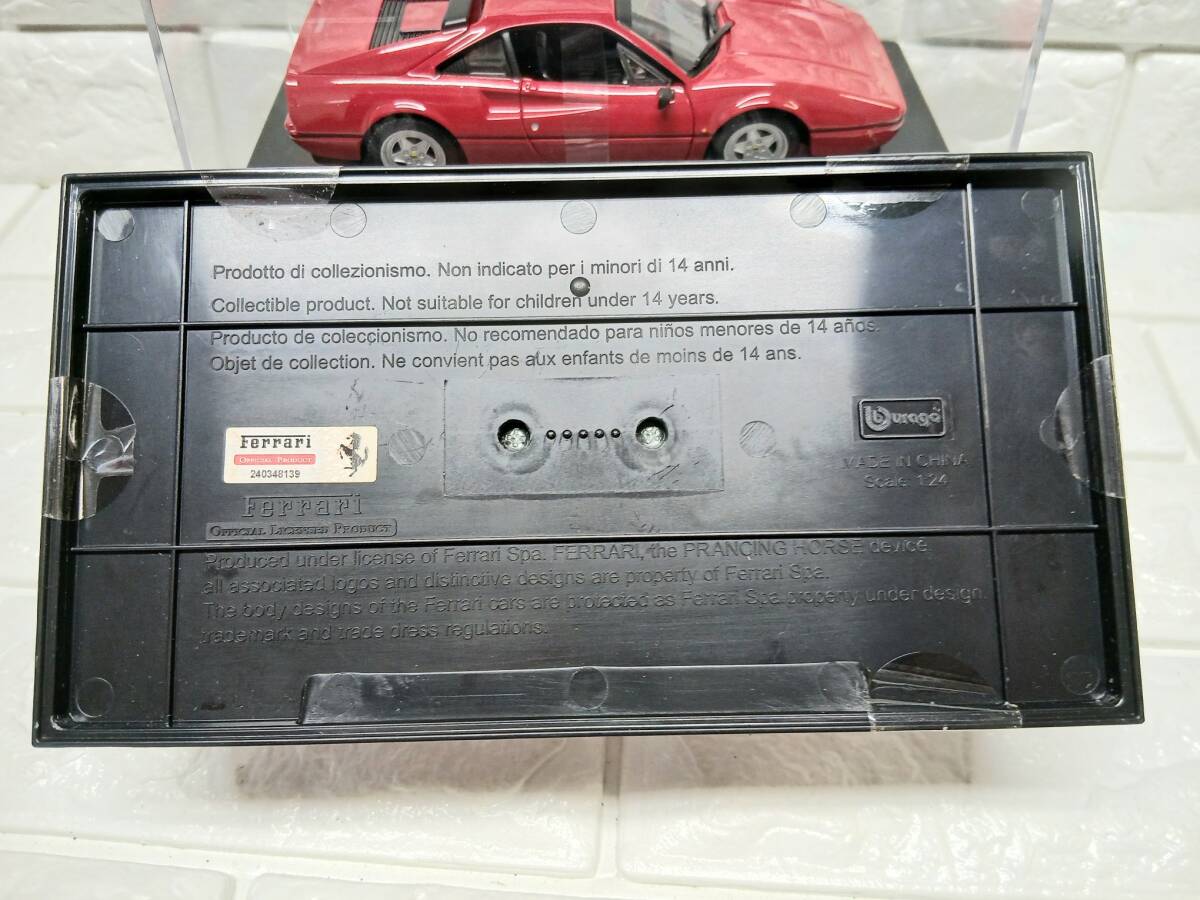 Prodotto di collezionismo. Non indicato per i minori di 14 anni.
Collectible product. Not suitable for children under 14 years.
Producto de coleccionismo. No recomendado para niños menores de 14 años.
Objet de collection. Ne convient pas aux enfants de moins de 14 ans.
Ferrari
OFFICIAL PRODUCT
240348139
Burago
MADE IN CHINA
Scale 1:24
Ferrari
OFFICIAL LICENSED PRODUCT
Produced under license of Ferrari Spa. FERRARI, the PRANCING HORSE device
all associated logos and distinctive designs are property of Ferrari Spa.
The body designs of the Ferrari cars are protected as Ferrari Spa property under design,
trademark and trade dress regulations.